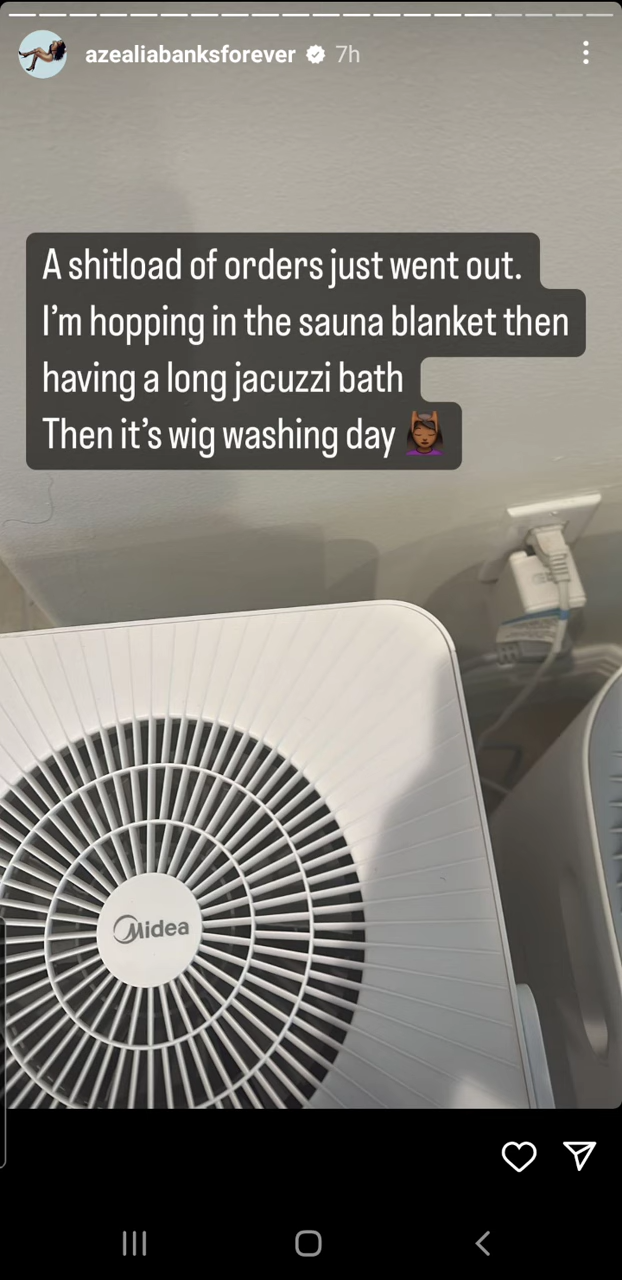 azealiabanksforever 7h
A shitload of orders just went out.
I'm hopping in the sauna blanket then
having a long jacuzzi bath
Then it's wig washing day 💆🏾‍♀️
Midea